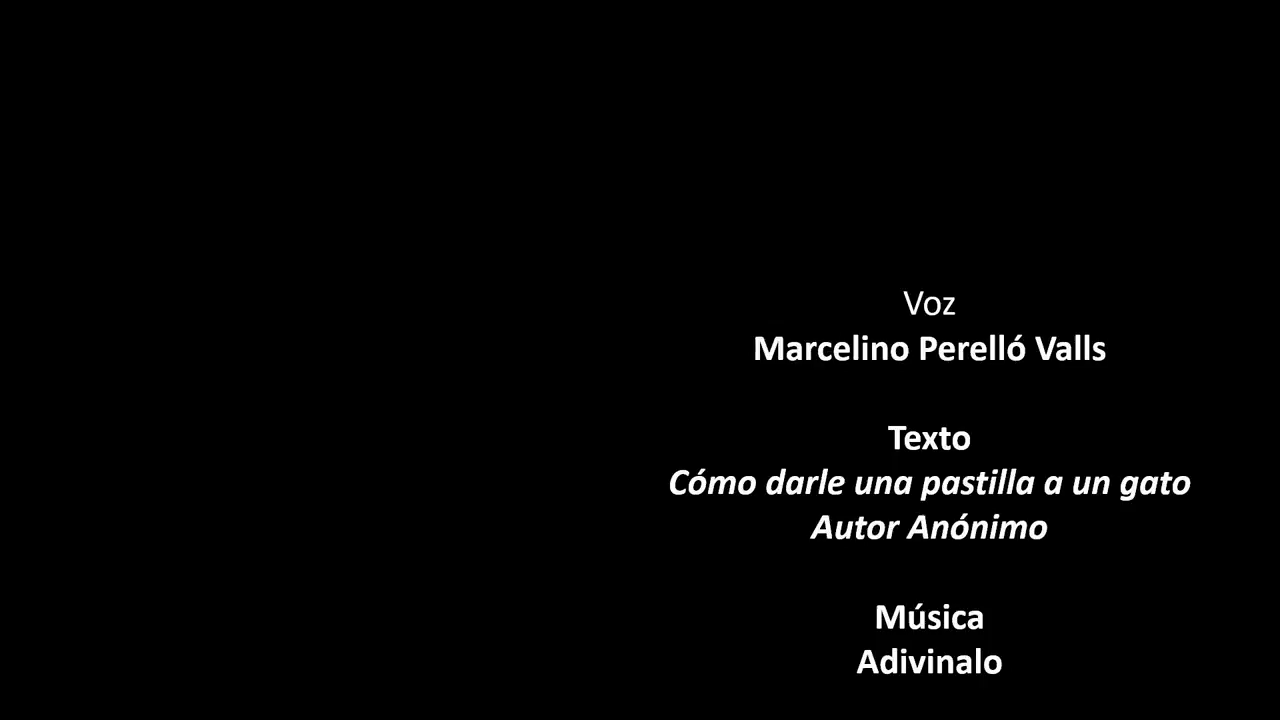 Voz
Marcelino Perelló Valls
Texto
Cómo darle una pastilla a un gato
Autor Anónimo
Música
Adivinalo